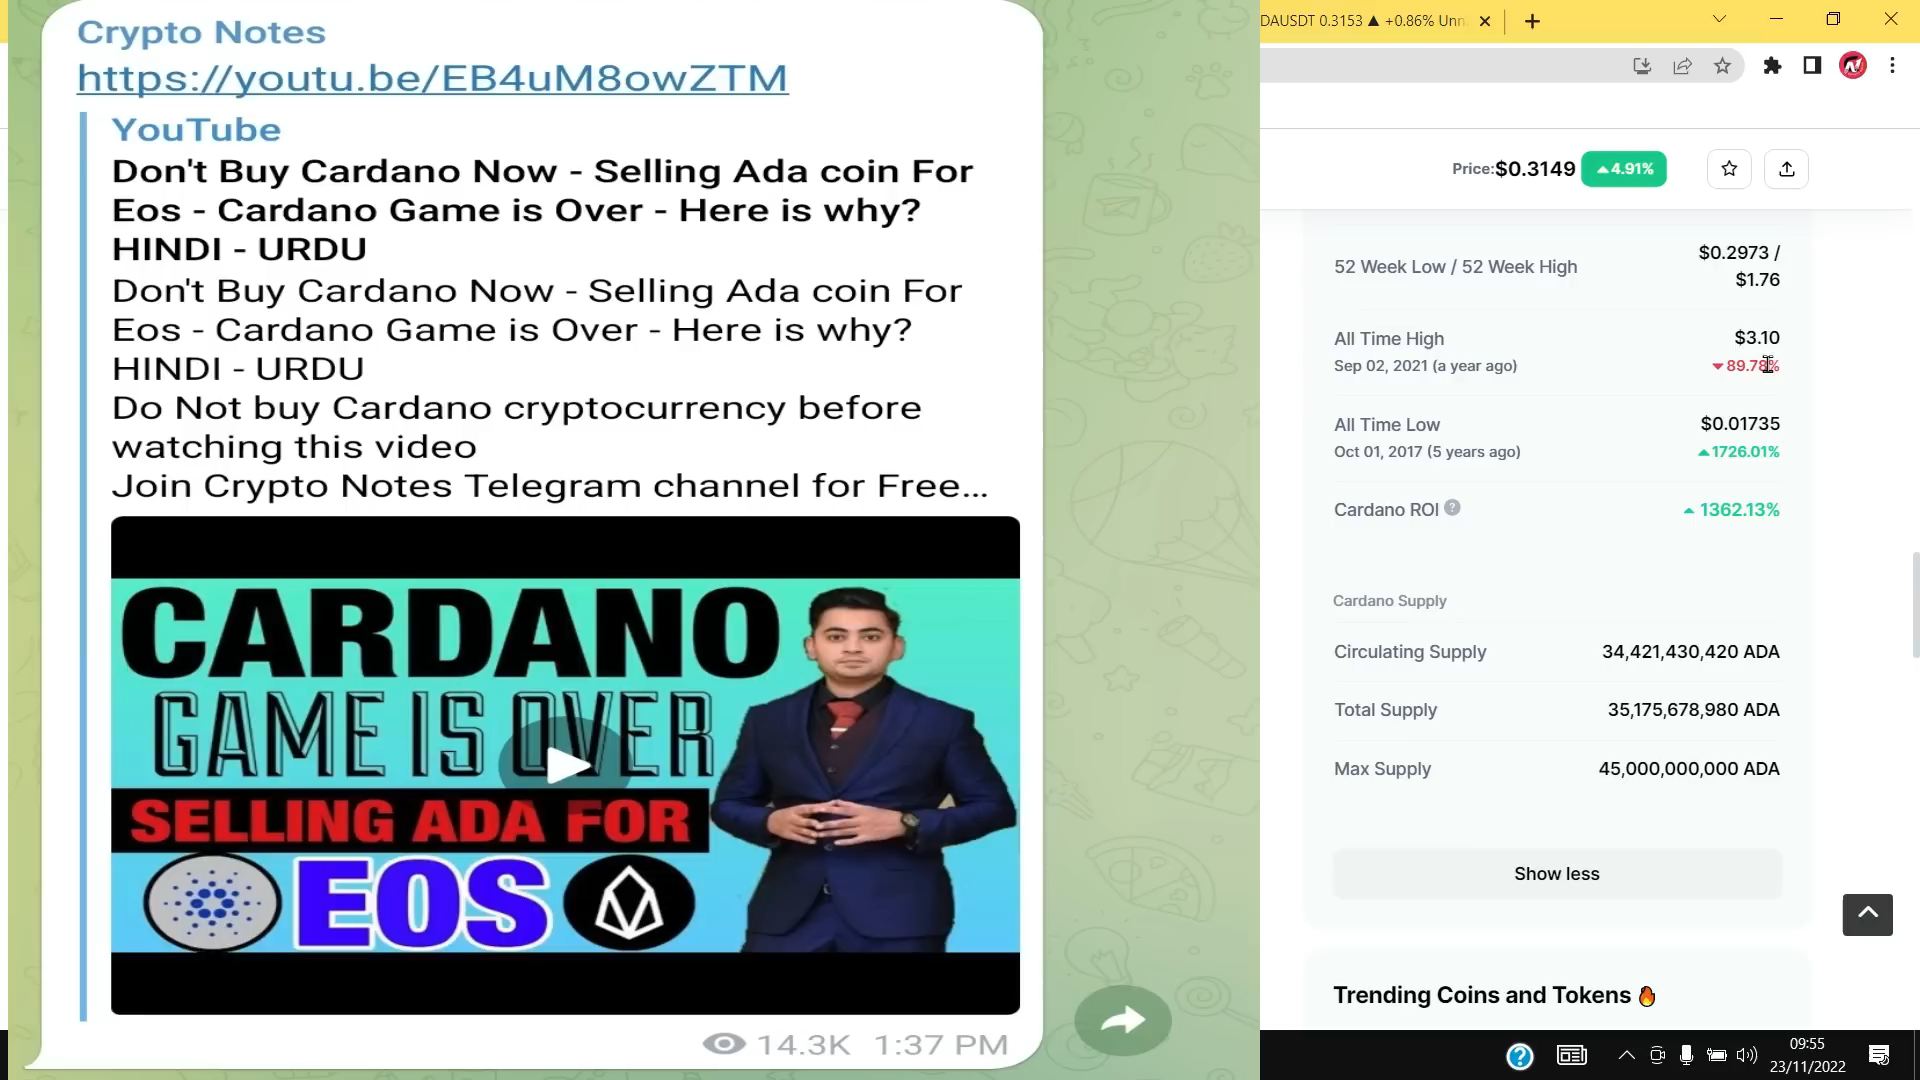 Crypto Notes
https://youtu.be/EB4uM8owZTM
YouTube
Don't Buy Cardano Now - Selling Ada coin For
Eos - Cardano Game is Over - Here is why?
HINDI - URDU
Don't Buy Cardano Now - Selling Ada coin For
Eos - Cardano Game is Over - Here is why?
HINDI - URDU
Do Not buy Cardano cryptocurrency before
watching this video
Join Crypto Notes Telegram channel for Free...
CARDANO
GAME IS OVER
SELLING ADA FOR
EOS
14.3K 1:37 PM
DAUSDT 0.3153 ▲ +0.86% Unn
Price:$0.3149 ▲4.91%
52 Week Low / 52 Week High $0.2973 /
$1.76
All Time High $3.10
Sep 02, 2021 (a year ago) ▼89.78%
All Time Low $0.01735
Oct 01, 2017 (5 years ago) ▲1726.01%
Cardano ROI ? ▲1362.13%
Cardano Supply
Circulating Supply 34,421,430,420 ADA
Total Supply 35,175,678,980 ADA
Max Supply 45,000,000,000 ADA
Show less
Trending Coins and Tokens
09:55
23/11/2022